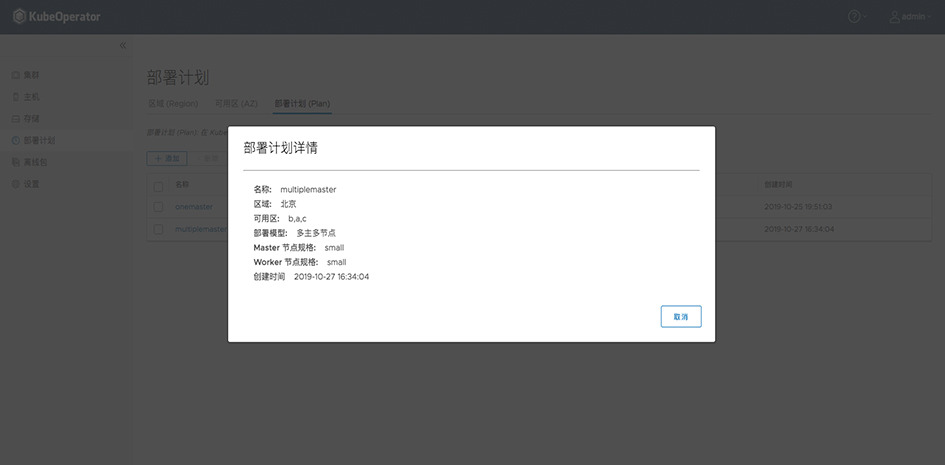 KubeOperator
admin
集群
主机
存储
部署计划
离线包
设置
部署计划
区域 (Region) 可用区 (AZ) 部署计划 (Plan)
部署计划 (Plan): 在 Kube
添加
名称 创建时间
onemaster 2019-10-25 19:51:03
multiplemaster 2019-10-27 16:34:04
部署计划详情
名称: multiplemaster
区域: 北京
可用区: b,a,c
部署模型: 多主多节点
Master 节点规格: small
Worker 节点规格: small
创建时间 2019-10-27 16:34:04
取消